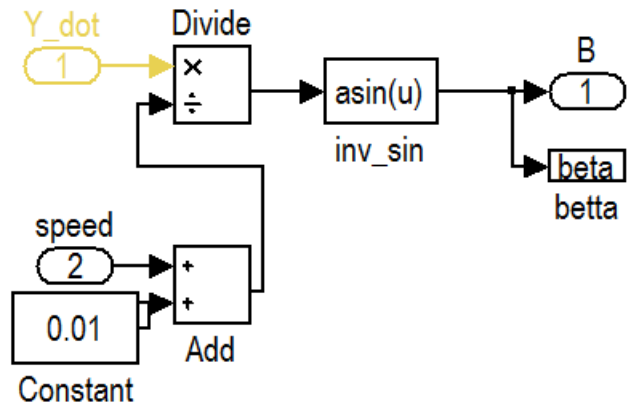 Y_dot
1
Divide
×
÷
asin(u)
inv_sin
B
1
beta
betta
speed
2
+
+
Add
0.01
Constant